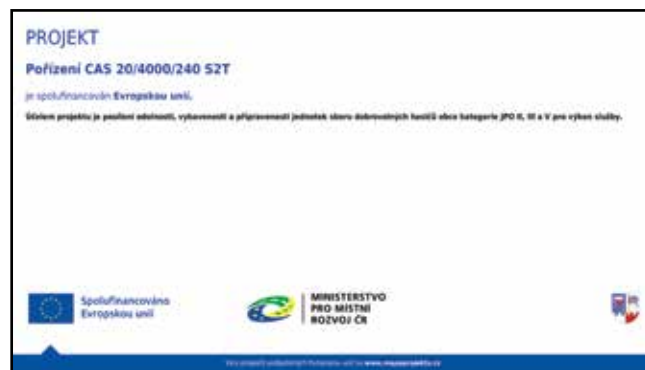 PROJEKT
Pořízení CAS 20/4000/240 S2T
je spolufinancován Evropskou unií.
Účelem projektu je posílení odolnosti, vybavenosti a připravenosti jednotek sboru dobrovolných hasičů obce kategorie JPO II, III a V pro výkon služby.
Spolufinancováno
Evropskou unií
MINISTERSTVO
PRO MÍSTNÍ
ROZVOJ ČR